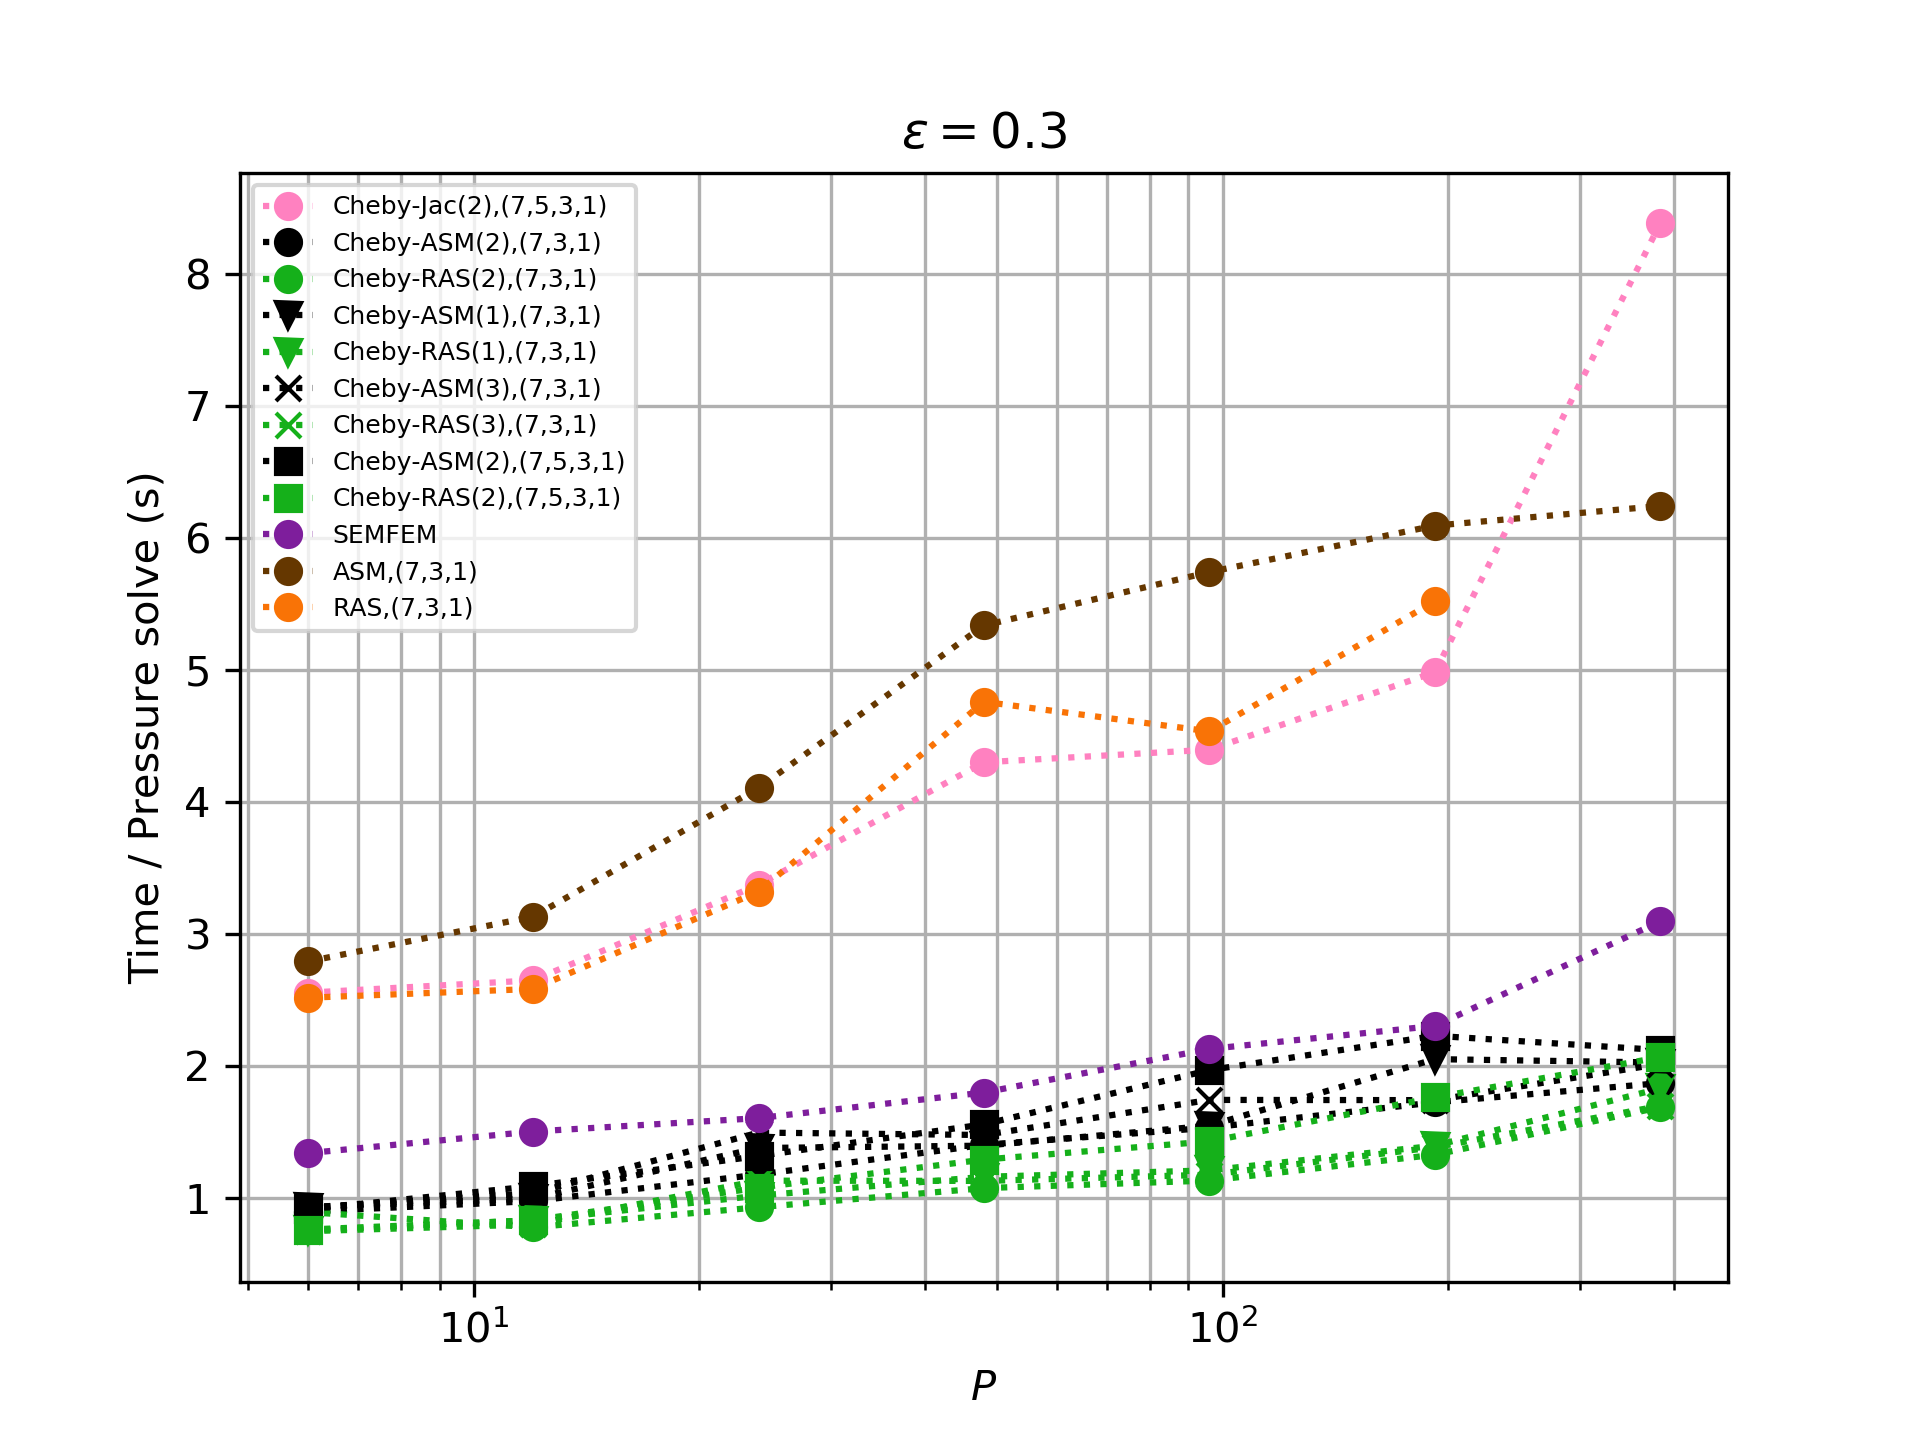 ε = 0.3
Cheby-Jac(2),(7,5,3,1)
Cheby-ASM(2),(7,3,1)
Cheby-RAS(2),(7,3,1)
Cheby-ASM(1),(7,3,1)
Cheby-RAS(1),(7,3,1)
Cheby-ASM(3),(7,3,1)
Cheby-RAS(3),(7,3,1)
Cheby-ASM(2),(7,5,3,1)
Cheby-RAS(2),(7,5,3,1)
SEMFEM
ASM,(7,3,1)
RAS,(7,3,1)
Time / Pressure solve (s)
8
7
6
5
4
3
2
1
10¹ 10²
P